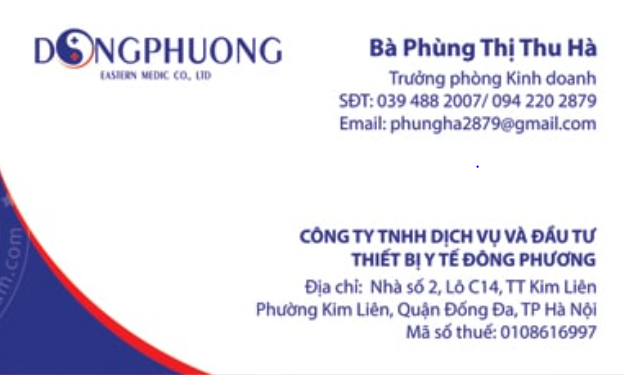 DONGPHUONG
EASTERN MEDIC CO., LTD
Bà Phùng Thị Thu Hà
Trưởng phòng Kinh doanh
SĐT: 039 488 2007/ 094 220 2879
Email: phungha2879@gmail.com
CÔNG TY TNHH DỊCH VỤ VÀ ĐẦU TƯ
THIẾT BỊ Y TẾ ĐÔNG PHƯƠNG
Địa chỉ: Nhà số 2, Lô C14, TT Kim Liên
Phường Kim Liên, Quận Đống Đa, TP Hà Nội
Mã số thuế: 0108616997